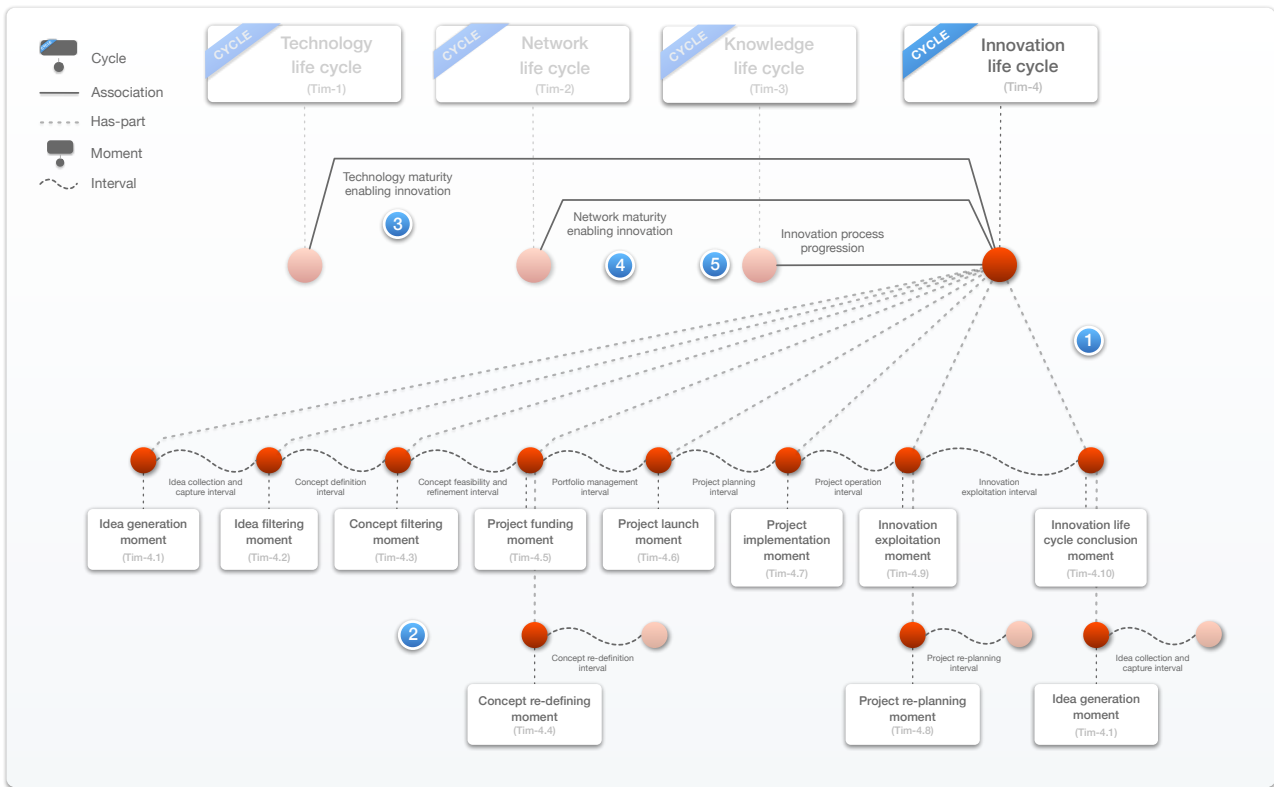 Cycle
Association
Has-part
Moment
Interval
CYCLE
Technology
life cycle
(Tim-1)
CYCLE
Network
life cycle
(Tim-2)
CYCLE
Knowledge
life cycle
(Tim-3)
CYCLE
Innovation
life cycle
(Tim-4)
Technology maturity
enabling innovation
3
Network maturity
enabling innovation
4
5
Innovation process
progression
1
Idea collection and
capture interval
Concept definition
interval
Concept feasibility and
refinement interval
Portfolio management
interval
Project planning
interval
Project operation
interval
Innovation
exploitation interval
Idea generation
moment
(Tim-4.1)
Idea filtering
moment
(Tim-4.2)
Concept filtering
moment
(Tim-4.3)
Project funding
moment
(Tim-4.5)
Project launch
moment
(Tim-4.6)
Project
implementation
moment
(Tim-4.7)
Innovation
exploitation
moment
(Tim-4.9)
Innovation life
cycle conclusion
moment
(Tim-4.10)
2
Concept re-definition
interval
Project re-planning
interval
Idea collection and
capture interval
Concept re-defining
moment
(Tim-4.4)
Project re-planning
moment
(Tim-4.8)
Idea generation
moment
(Tim-4.1)